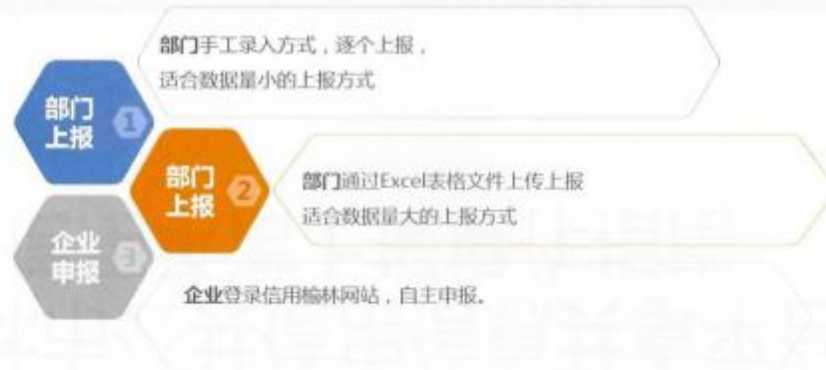 部门手工录入方式，逐个上报，
适合数据量小的上报方式
部门
上报
1
部门
上报
2
部门通过Excel表格文件上传上报
适合数据量大的上报方式
企业
申报
3
企业登录信用榆林网站，自主申报。